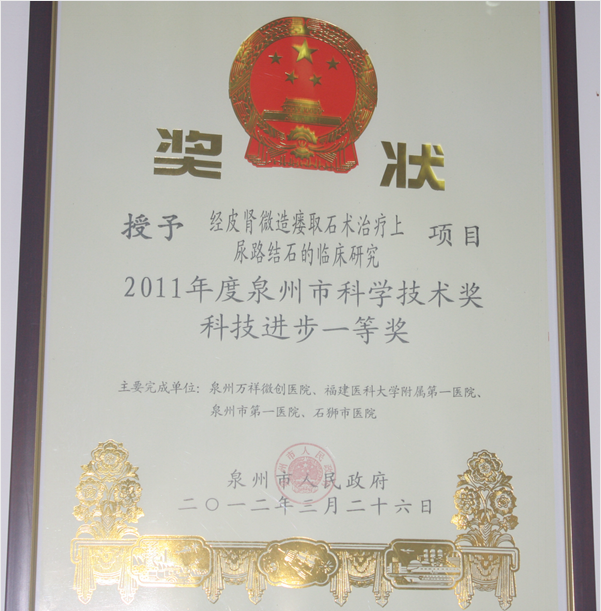 奖 状
授予 经皮肾微造瘘取石术治疗上 项目
尿路结石的临床研究
2011年度泉州市科学技术奖
科技进步一等奖
主要完成单位：泉州万祥微创医院、福建医科大学附属第一医院、
泉州市第一医院、石狮市医院
泉州市人民政府
二〇一二年三月二十六日